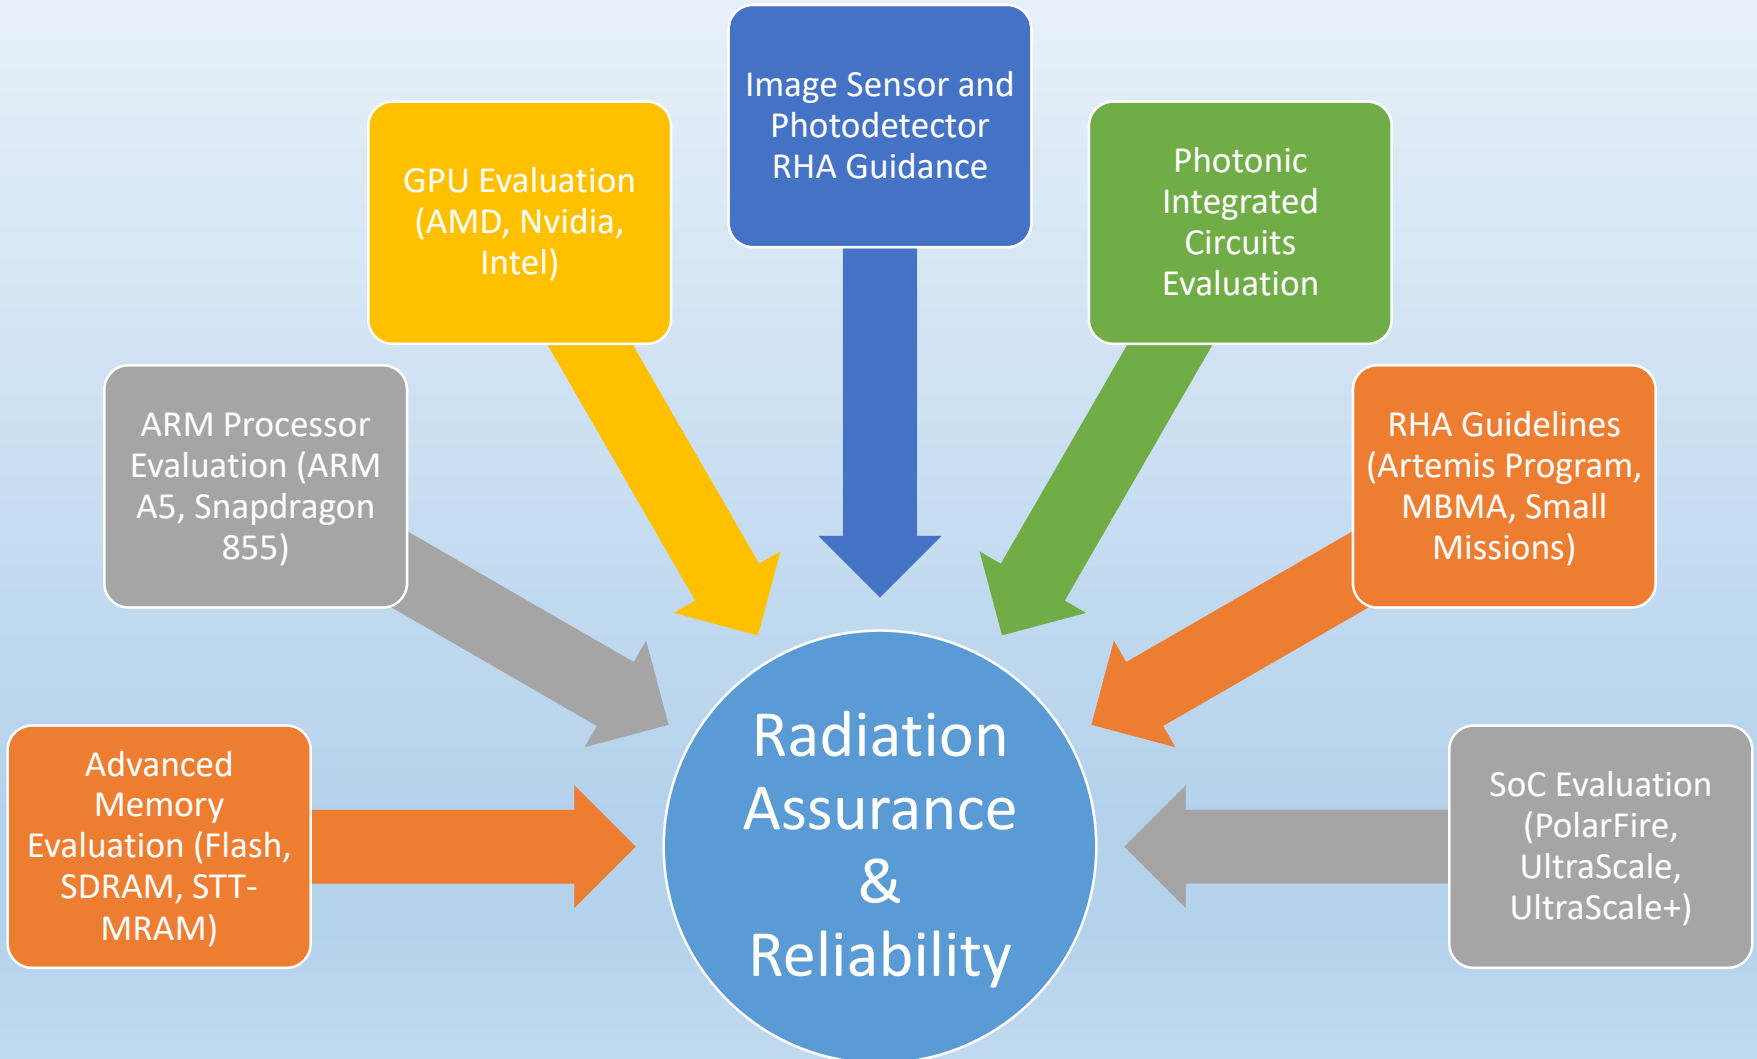 Image Sensor and
Photodetector
RHA Guidance
GPU Evaluation
(AMD, Nvidia,
Intel)
Photonic
Integrated
Circuits
Evaluation
ARM Processor
Evaluation (ARM
A5, Snapdragon
855)
RHA Guidelines
(Artemis Program,
MBMA, Small
Missions)
Advanced
Memory
Evaluation (Flash,
SDRAM, STT-
MRAM)
Radiation
Assurance
&
Reliability
SoC Evaluation
(PolarFire,
UltraScale,
UltraScale+)